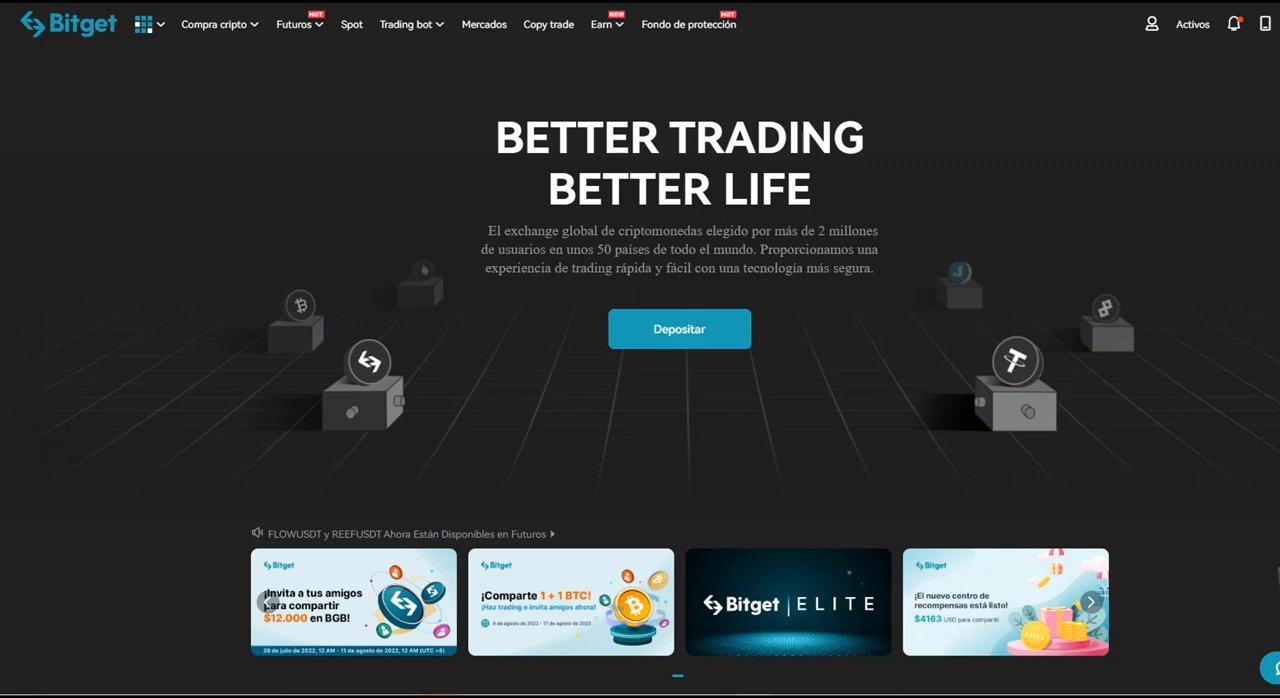 Bitget
Compra cripto
Futuros
HOT
Spot
Trading bot
Mercados
Copy trade
Earn
NEW
Fondo de protección
HOT
Activos
BETTER TRADING
BETTER LIFE
El exchange global de criptomonedas elegido por más de 2 millones
de usuarios en unos 50 países de todo el mundo. Proporcionamos una
experiencia de trading rápida y fácil con una tecnología más segura.
Depositar
FLOWUSDT y REEFUSDT Ahora Están Disponibles en Futuros
Bitget
¡Invita a tus amigos
para compartir
$12.000 en BGB!
28 de julio de 2022, 12 AM - 11 de agosto de 2022, 12 AM (UTC +8)
Bitget
¡Comparte 1 + 1 BTC!
¡Haz trading o invita amigos ahora!
4 de agosto de 2022 - 17 de agosto de 2022
Bitget | ELITE
Bitget
¡El nuevo centro de
recompensas está listo!
$4163 USD para compartir
$4163